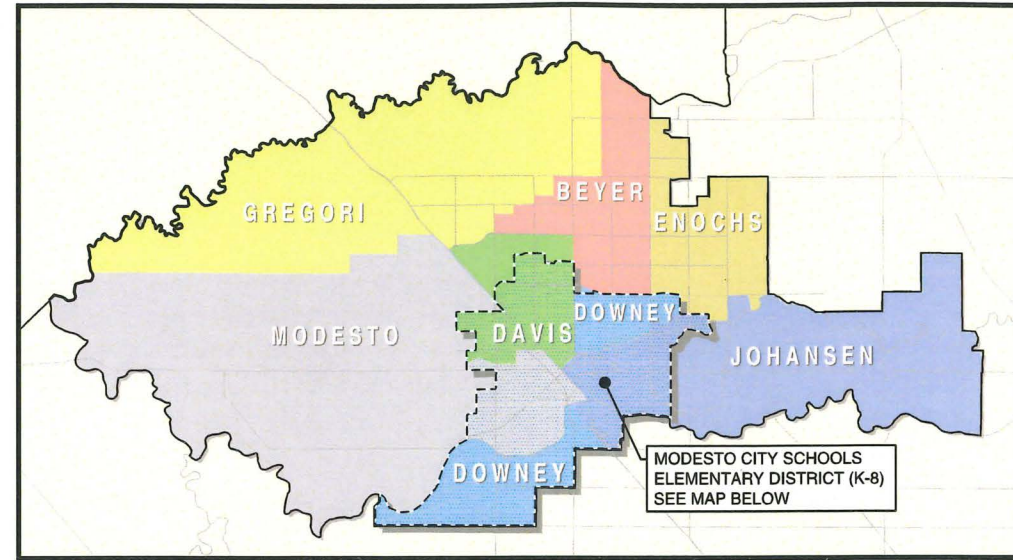 BEYER
GREGORI
ENOCHS
DOWNEY
MODESTO
DAVIS
JOHANSEN
DOWNEY
MODESTO CITY SCHOOLS
ELEMENTARY DISTRICT (K-8)
SEE MAP BELOW